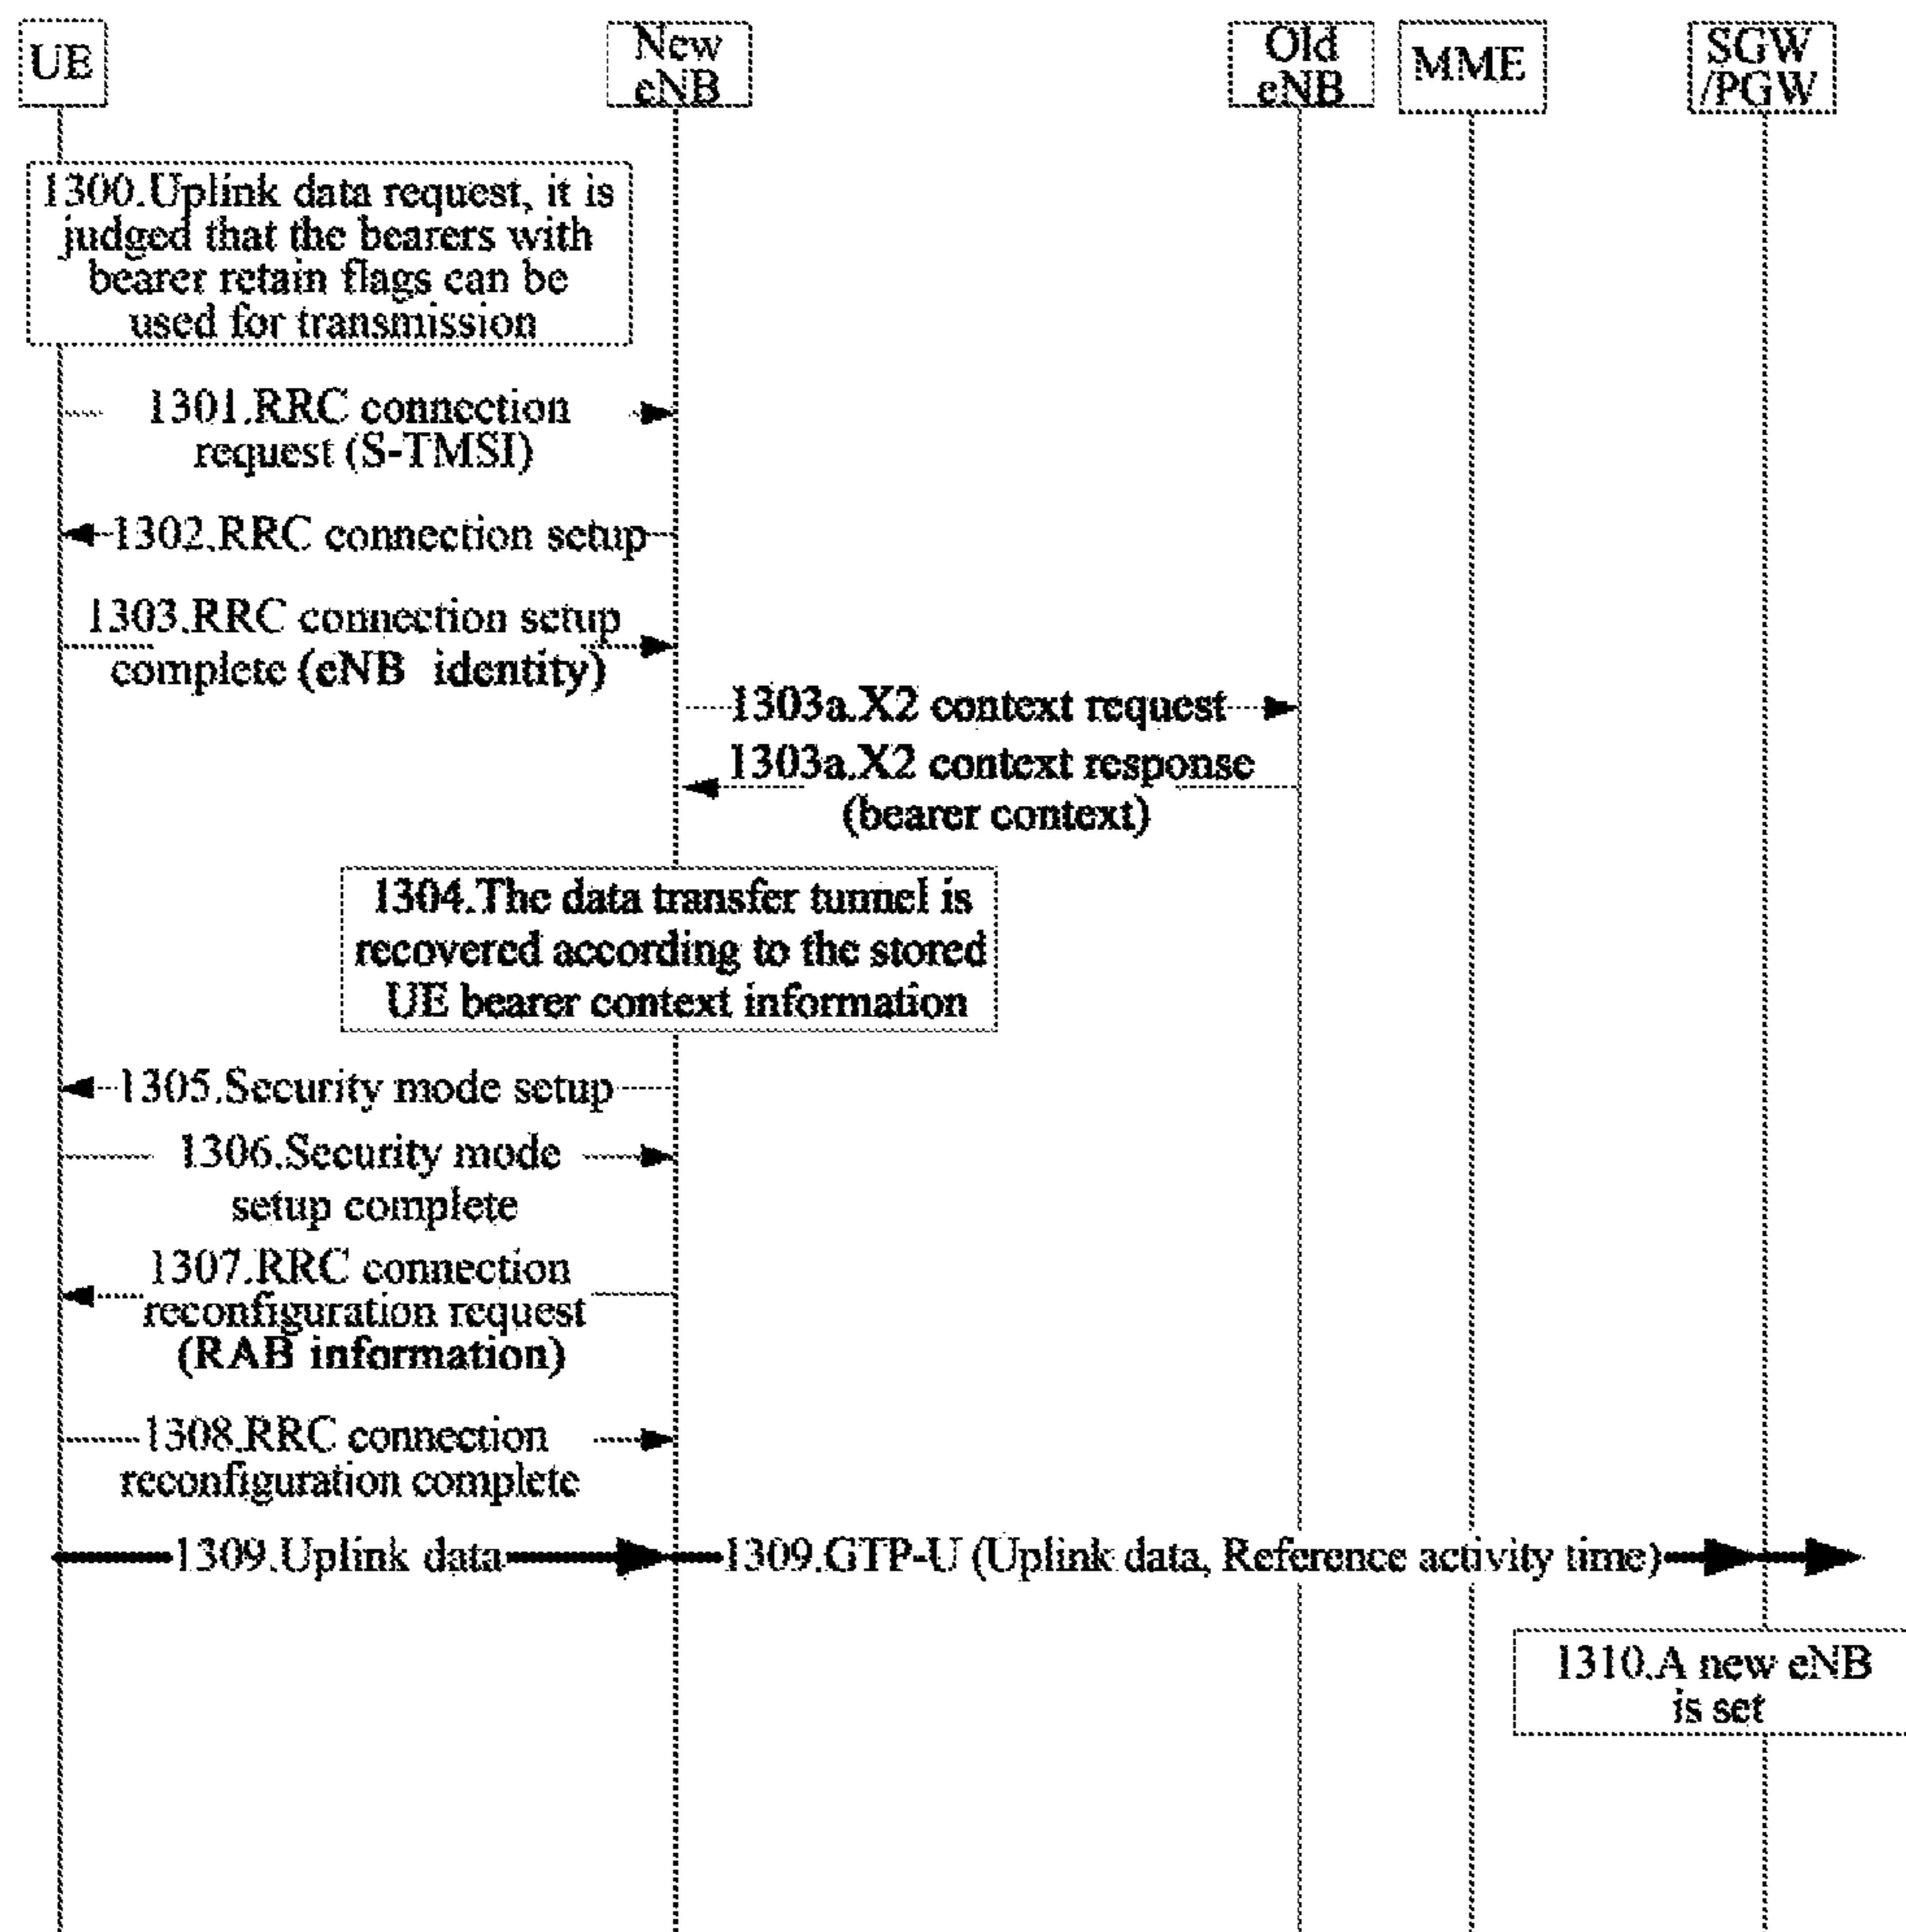 UE
New
eNB
Old
eNB
MME
SGW
/PGW
1300.Uplink data request, it is
judged that the bearers with
bearer retain flags can be
used for transmission
1301.RRC connection
request (S-TMSI)
1302.RRC connection setup
1303.RRC connection setup
complete (eNB identity)
1303a.X2 context request
1303a.X2 context response
(bearer context)
1304.The data transfer tunnel is
recovered according to the stored
UE bearer context information
1305.Security mode setup
1306.Security mode
setup complete
1307.RRC connection
reconfiguration request
(RAB information)
1308.RRC connection
reconfiguration complete
1309.Uplink data
1309.GTP-U (Uplink data, Reference activity time)
1310.A new eNB
is set